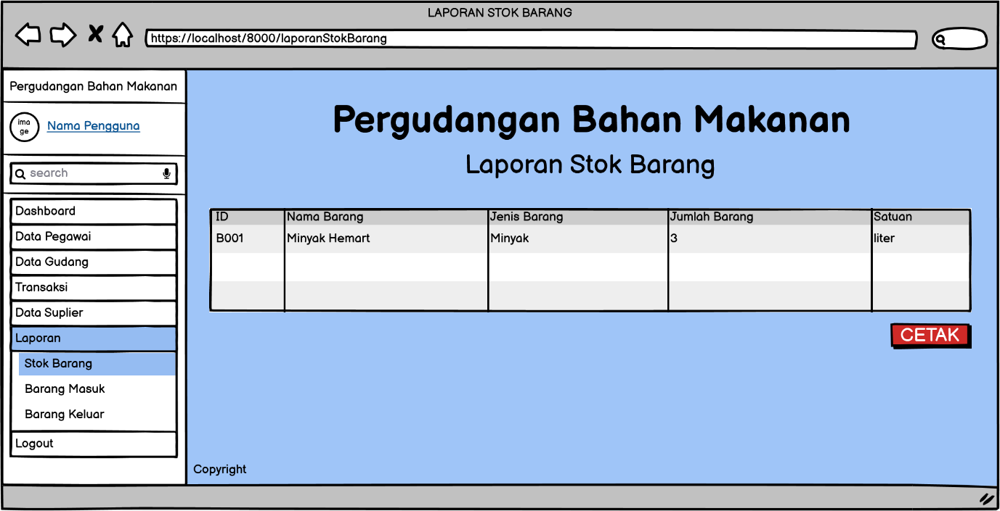 LAPORAN STOK BARANG
https://localhost/8000/laporanStokBarang
Pergudangan Bahan Makanan
ima
ge
Nama Pengguna
search
Dashboard
Data Pegawai
Data Gudang
Transaksi
Data Suplier
Laporan
Stok Barang
Barang Masuk
Barang Keluar
Logout
Pergudangan Bahan Makanan
Laporan Stok Barang
ID Nama Barang Jenis Barang Jumlah Barang Satuan
B001 Minyak Hemart Minyak 3 liter
CETAK
Copyright